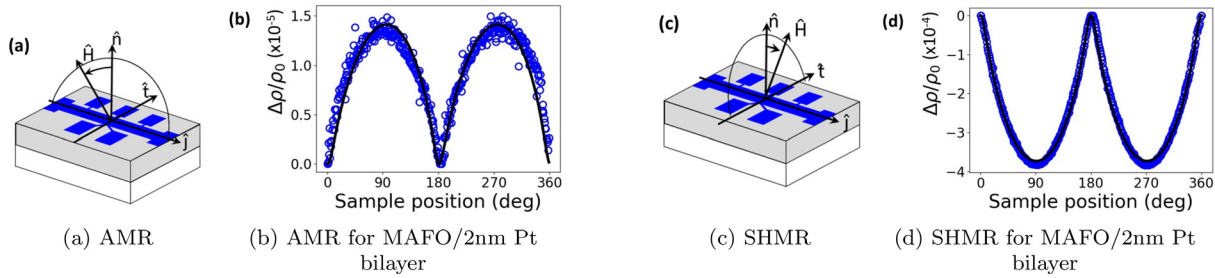 (a)
Ĥ
n̂
t̂
ĵ
(b)
Δρ/ρ₀ (x10⁻⁵)
1.5
1.0
0.5
0.0
0 90 180 270 360
Sample position (deg)
(c)
n̂
Ĥ
t̂
ĵ
(d)
Δρ/ρ₀ (x10⁻⁴)
0
−1
−2
−3
−4
0 90 180 270 360
Sample position (deg)
(a) AMR
(b) AMR for MAFO/2nm Pt
bilayer
(c) SHMR
(d) SHMR for MAFO/2nm Pt
bilayer